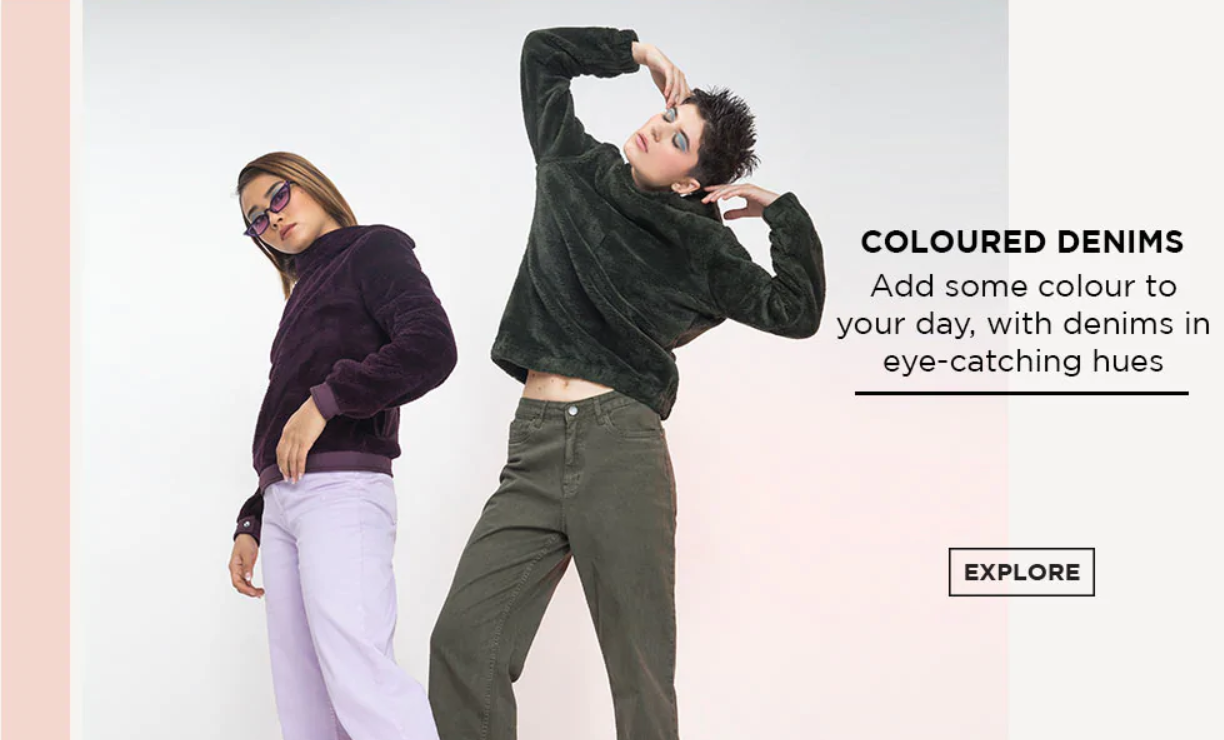 COLOURED DENIMS
Add some colour to
your day, with denims in
eye-catching hues
EXPLORE